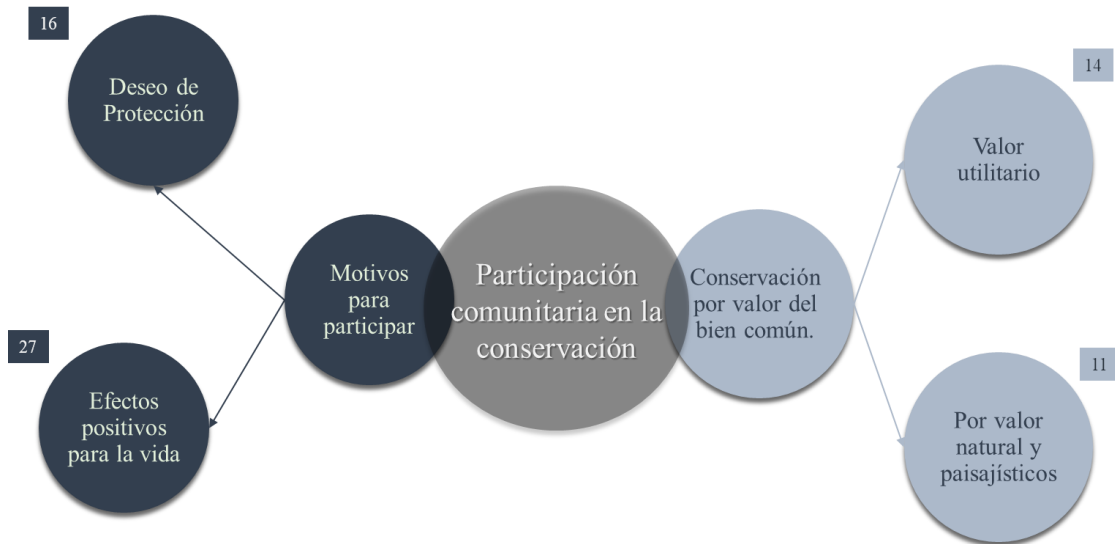 16
Deseo de
Protección
27
Efectos
positivos
para la vida
Motivos
para
participar
Participación
comunitaria en la
conservación
Conservación
por valor del
bien común.
14
Valor
utilitario
11
Por valor
natural y
paisajísticos